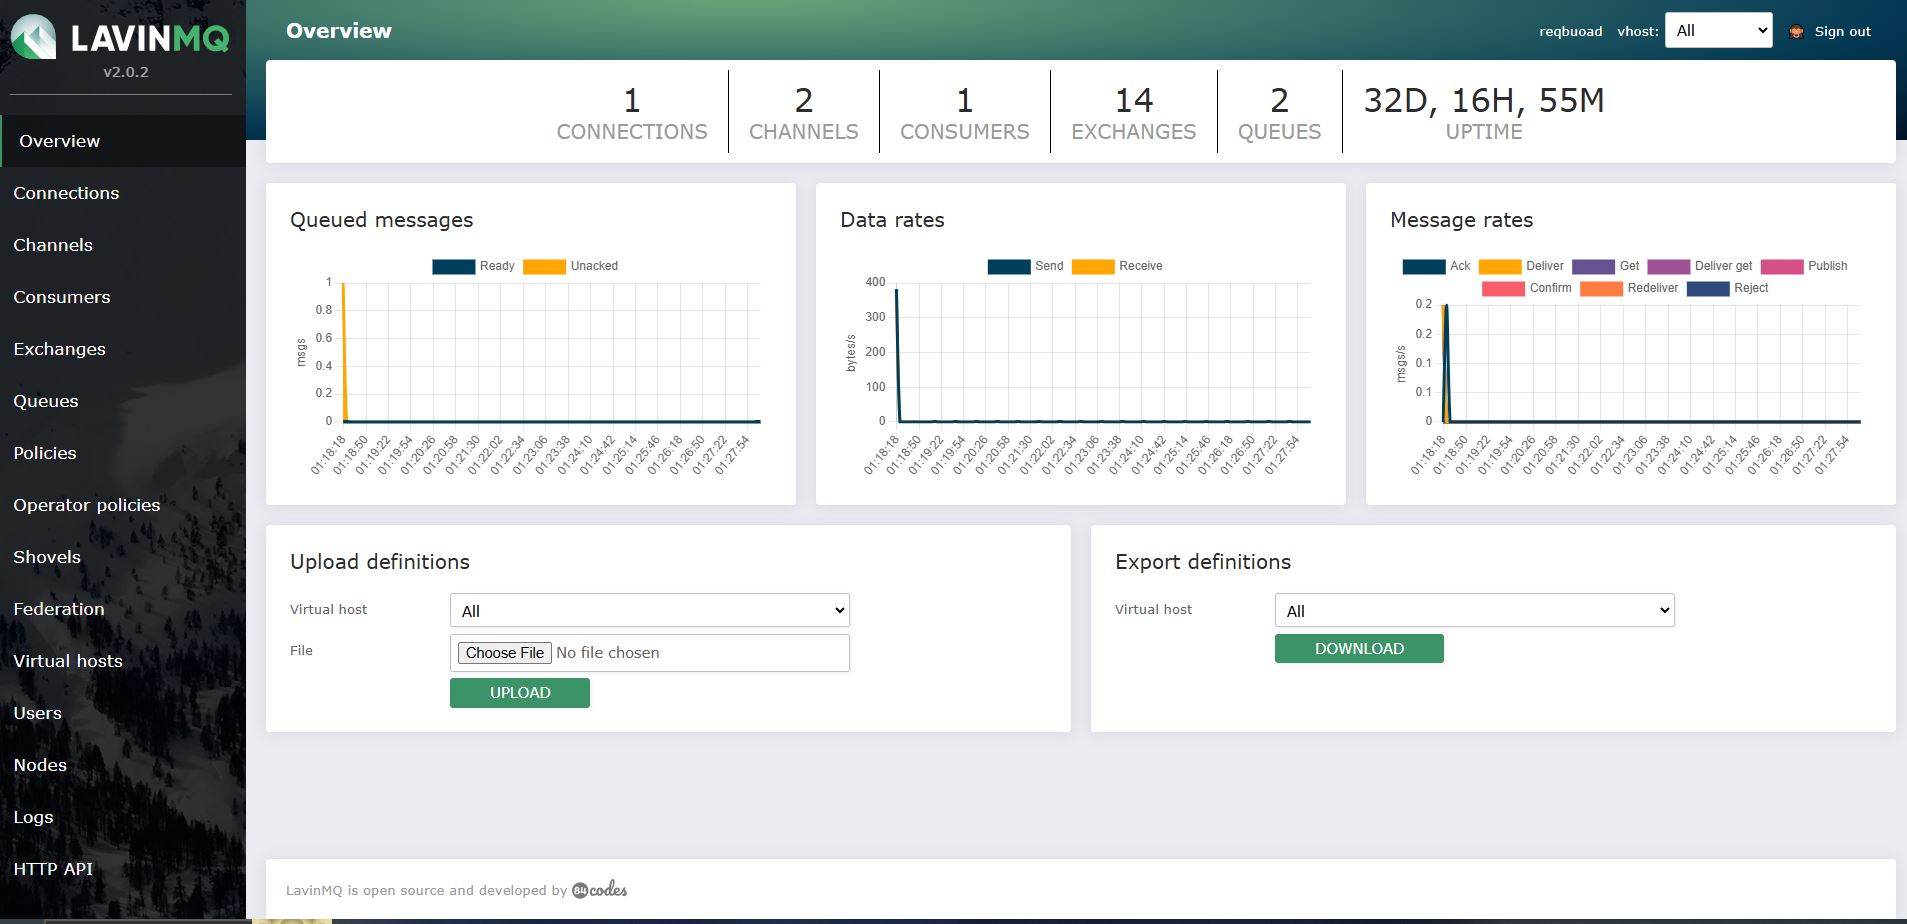 LAVINMQ
v2.0.2
Overview
Connections
Channels
Consumers
Exchanges
Queues
Policies
Operator policies
Shovels
Federation
Virtual hosts
Users
Nodes
Logs
HTTP API
Overview
reqbuoad vhost: All Sign out
1 2 1 14 2 32D, 16H, 55M
CONNECTIONS CHANNELS CONSUMERS EXCHANGES QUEUES UPTIME
Queued messages
Ready Unacked
msgs
1
0.8
0.6
0.4
0.2
0
01:18:18 01:18:50 01:19:22 01:19:54 01:20:26 01:20:58 01:21:30 01:22:02 01:22:34 01:23:06 01:23:38 01:24:10 01:24:42 01:25:14 01:25:46 01:26:18 01:26:50 01:27:22 01:27:54
Data rates
Send Receive
bytes/s
400
300
200
100
0
01:18:18 01:18:50 01:19:22 01:19:54 01:20:26 01:20:58 01:21:30 01:22:02 01:22:34 01:23:06 01:23:38 01:24:10 01:24:42 01:25:14 01:25:46 01:26:18 01:26:50 01:27:22 01:27:54
Message rates
Ack Deliver Get Deliver get Publish
Confirm Redeliver Reject
msgs/s
0.2
0.2
0.1
0.1
0
01:18:18 01:18:50 01:19:22 01:19:54 01:20:26 01:20:58 01:21:30 01:22:02 01:22:34 01:23:06 01:23:38 01:24:10 01:24:42 01:25:14 01:25:46 01:26:18 01:26:50 01:27:22 01:27:54
Upload definitions
Virtual host All
File Choose File No file chosen
UPLOAD
Export definitions
Virtual host All
DOWNLOAD
LavinMQ is open source and developed by 84codes